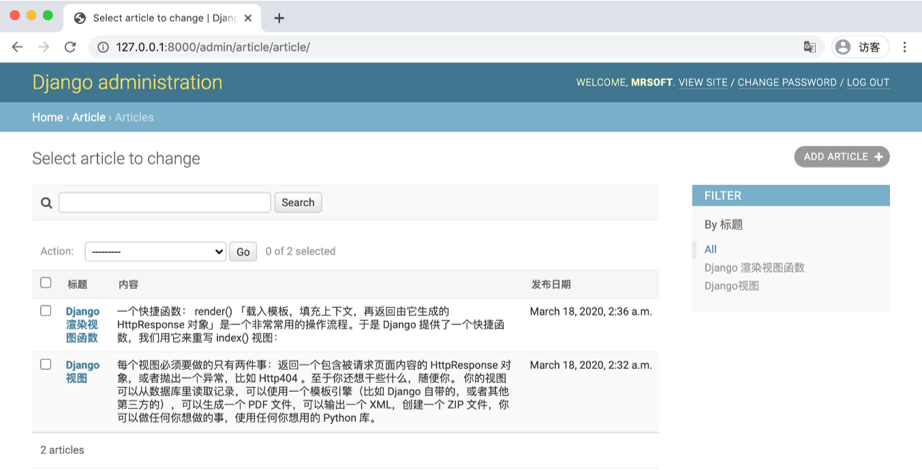 Select article to change | Djan
127.0.0.1:8000/admin/article/article/
访客
Django administration
WELCOME, MRSOFT. VIEW SITE / CHANGE PASSWORD / LOG OUT
Home › Article › Articles
Select article to change
ADD ARTICLE +
Search
Action: --------- Go 0 of 2 selected
标题 内容 发布日期
Django 一个快捷函数： render() 「载入模板，填充上下文，再返回由它生成的 March 18, 2020, 2:36 a.m.
渲染视 HttpResponse 对象」是一个非常常用的操作流程。于是 Django 提供了一个快捷函
图函数 数，我们用它来重写 index() 视图：
Django 每个视图必须要做的只有两件事：返回一个包含被请求页面内容的 HttpResponse 对 March 18, 2020, 2:32 a.m.
视图 象，或者抛出一个异常，比如 Http404 。至于你还想干些什么，随便你。 你的视图
可以从数据库里读取记录，可以使用一个模板引擎（比如 Django 自带的，或者其他
第三方的），可以生成一个 PDF 文件，可以输出一个 XML，创建一个 ZIP 文件，你
可以做任何你想做的事，使用任何你想用的 Python 库。
2 articles
FILTER
By 标题
All
Django 渲染视图函数
Django视图